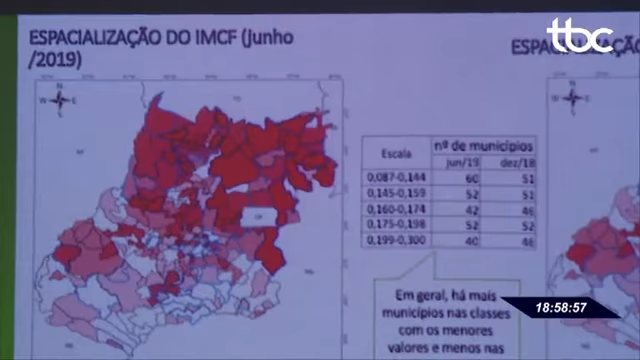 tbc
ESPACIALIZAÇÃO DO IMCF (junho
/2019)
N
W E
S
Escala nº de municípios
jun/19 dez/18
0,087-0,144 60 51
0,145-0,159 52 51
0,160-0,174 42 46
0,175-0,198 52 52
0,199-0,300 40 46
Em geral, há mais
municípios nas classes
com os menores
valores e menos nas
N
W E
S
18:58:57